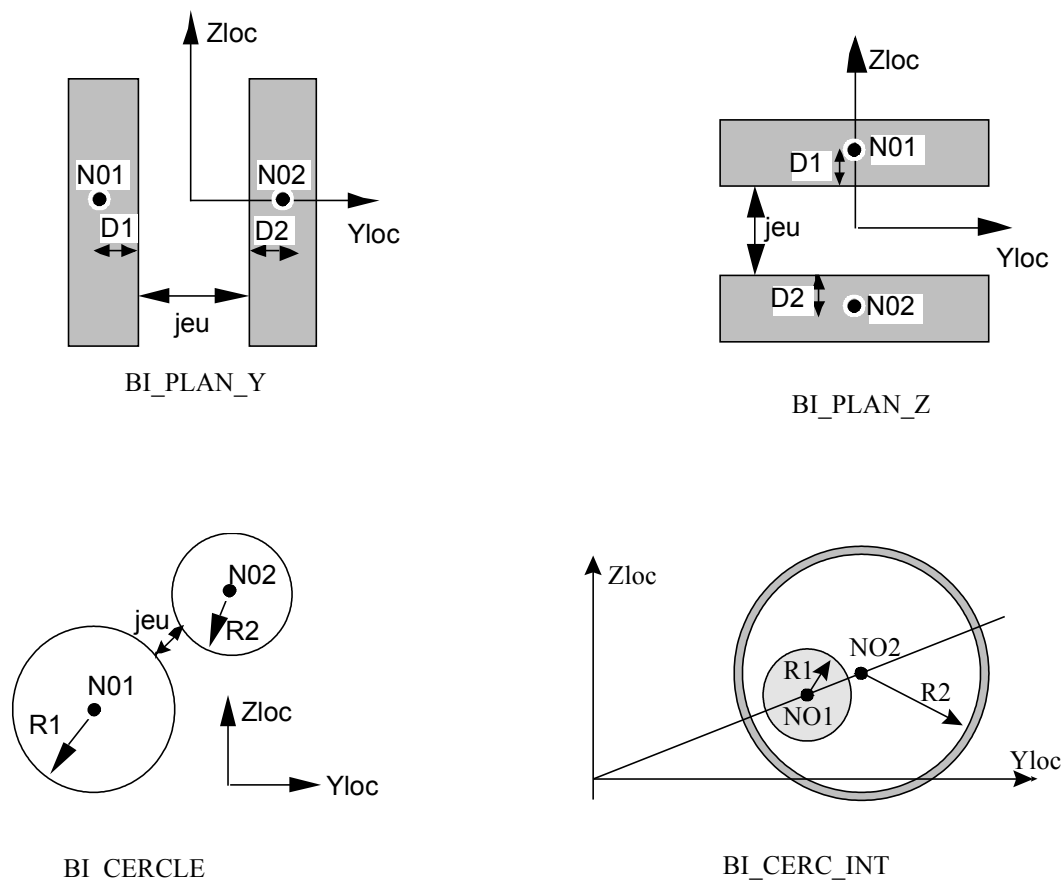 Zloc
N01
N02
D1
D2
Yloc
jeu
BI_PLAN_Y
Zloc
N01
D1
jeu
Yloc
D2
N02
BI_PLAN_Z
N02
jeu
R2
N01
R1
Zloc
Yloc
BI_CERCLE
Zloc
NO2
R1
R2
NO1
Yloc
BI_CERC_INT